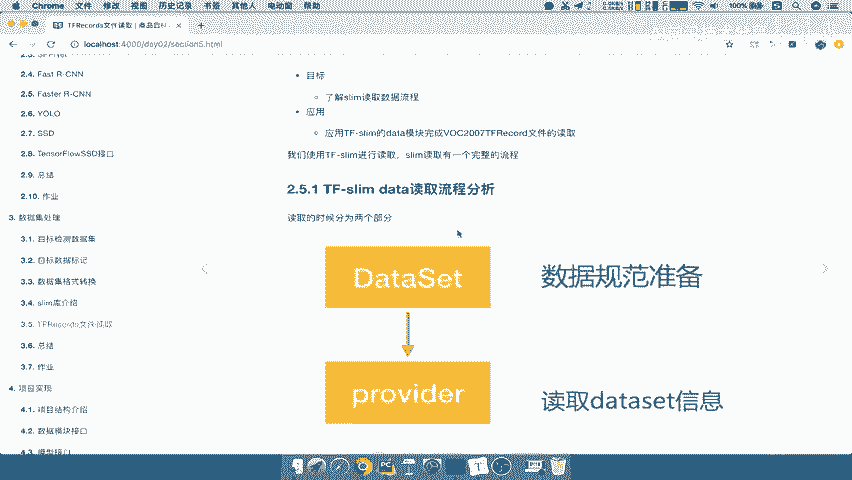 Chrome 文件 修改 视图 历史记录 书签 其他人 电动窗 帮助
100%
TFRecords文件读取 | 商品
localhost:4000/day02/section5.html
2.4. Fast R-CNN
2.5. Faster R-CNN
2.6. YOLO
2.7. SSD
2.8. TensorFlowSSD接口
2.9. 总结
2.10. 作业
3. 数据集处理
3.1. 目标检测数据集
3.2. 目标数据标记
3.3. 数据集格式转换
3.4. slim库介绍
3.5. TFRecords文件读取
3.6. 总结
3.7. 作业
4. 项目实现
4.1. 项目结构介绍
4.2. 数据模块接口
4.3. 模型接口
目标
了解slim读取数据流程
应用
应用TF-slim的data模块完成VOC2007TFRecord文件的读取
我们使用TF-slim进行读取，slim读取有一个完整的流程
2.5.1 TF-slim data读取流程分析
读取的时候分为两个部分
DataSet 数据规范准备
provider 读取dataset信息